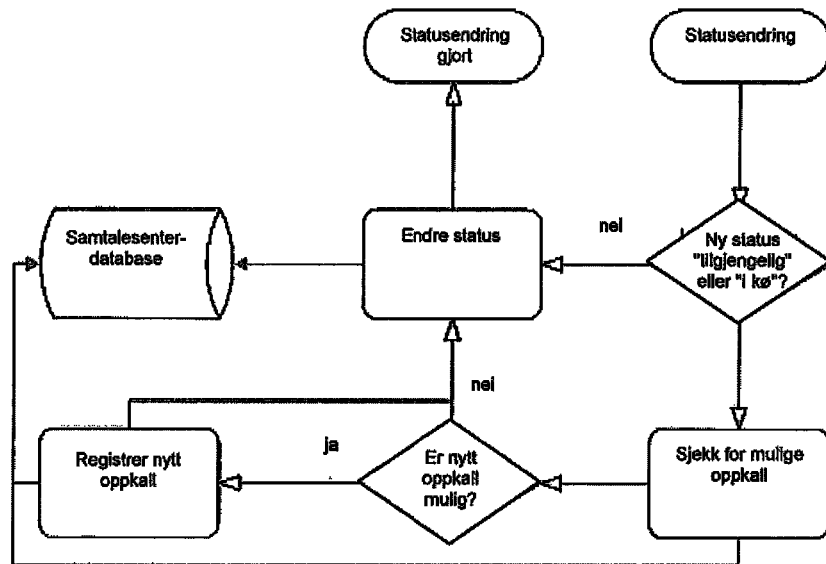 Statusendring
gjort
Statusendring
Samtalesenter-
database
Endre status
nei
Ny status
"tilgjengelig"
eller "i kø"?
nei
ja
Registrer nytt
oppkall
Er nytt
oppkall
mulig?
Sjekk for mulige
oppkall